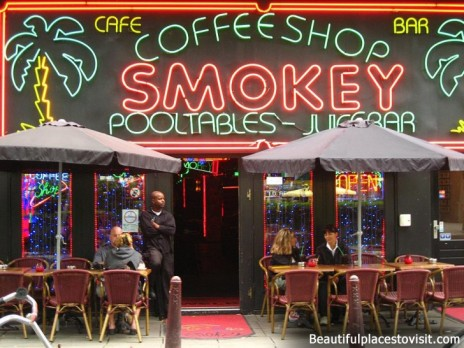 CAFE COFFEESHOP BAR
SMOKEY
POOLTABLES - JUICEBAR
OPEN
Beautifulplacestovisit.com